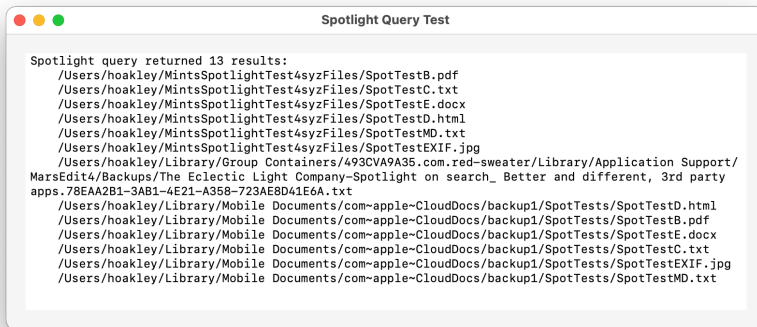 Spotlight Query Test
Spotlight query returned 13 results:
/Users/hoakley/MintsSpotlightTest4syzFiles/SpotTestB.pdf
/Users/hoakley/MintsSpotlightTest4syzFiles/SpotTestC.txt
/Users/hoakley/MintsSpotlightTest4syzFiles/SpotTestE.docx
/Users/hoakley/MintsSpotlightTest4syzFiles/SpotTestD.html
/Users/hoakley/MintsSpotlightTest4syzFiles/SpotTestMD.txt
/Users/hoakley/MintsSpotlightTest4syzFiles/SpotTestEXIF.jpg
/Users/hoakley/Library/Group Containers/493CVA9A35.com.red-sweater/Library/Application Support/
MarsEdit4/Backups/The Eclectic Light Company-Spotlight on search_ Better and different, 3rd party
apps.78EAA2B1-3AB1-4E21-A358-723AE8D41E6A.txt
/Users/hoakley/Library/Mobile Documents/com~apple~CloudDocs/backup1/SpotTests/SpotTestD.html
/Users/hoakley/Library/Mobile Documents/com~apple~CloudDocs/backup1/SpotTests/SpotTestB.pdf
/Users/hoakley/Library/Mobile Documents/com~apple~CloudDocs/backup1/SpotTests/SpotTestE.docx
/Users/hoakley/Library/Mobile Documents/com~apple~CloudDocs/backup1/SpotTests/SpotTestC.txt
/Users/hoakley/Library/Mobile Documents/com~apple~CloudDocs/backup1/SpotTests/SpotTestEXIF.jpg
/Users/hoakley/Library/Mobile Documents/com~apple~CloudDocs/backup1/SpotTests/SpotTestMD.txt